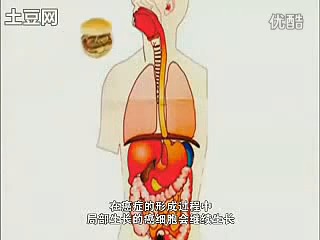 土豆网
优酷
在癌症的形成过程中
局部生长的癌细胞会继续生长